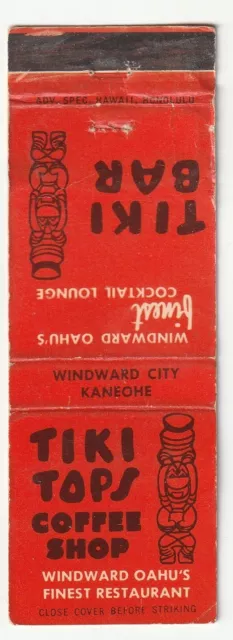 ADV. SPEC. HAWAII, HONOLULU
TIKI
BAR
WINDWARD OAHU'S
finest
COCKTAIL LOUNGE
WINDWARD CITY
KANEOHE
TIKI
TOPS
COFFEE
SHOP
WINDWARD OAHU'S
FINEST RESTAURANT
CLOSE COVER BEFORE STRIKING